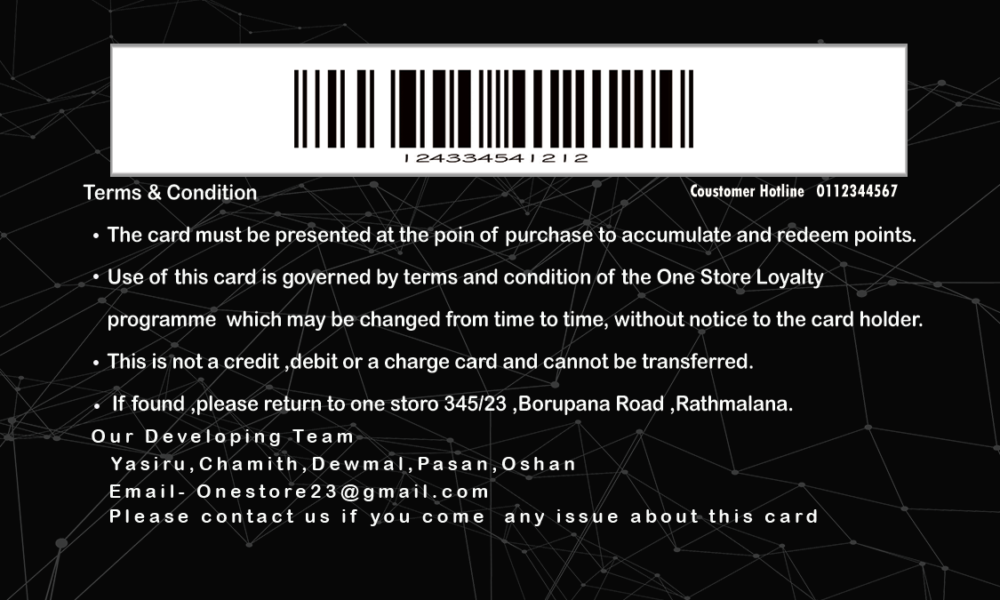 124334541212
Terms & Condition
Coustomer Hotline 0112344567
• The card must be presented at the poin of purchase to accumulate and redeem points.
• Use of this card is governed by terms and condition of the One Store Loyalty
programme which may be changed from time to time, without notice to the card holder.
• This is not a credit ,debit or a charge card and cannot be transferred.
• If found ,please return to one storo 345/23 ,Borupana Road ,Rathmalana.
Our Developing Team
Yasiru,Chamith,Dewmal,Pasan,Oshan
Email- Onestore23@gmail.com
Please contact us if you come any issue about this card